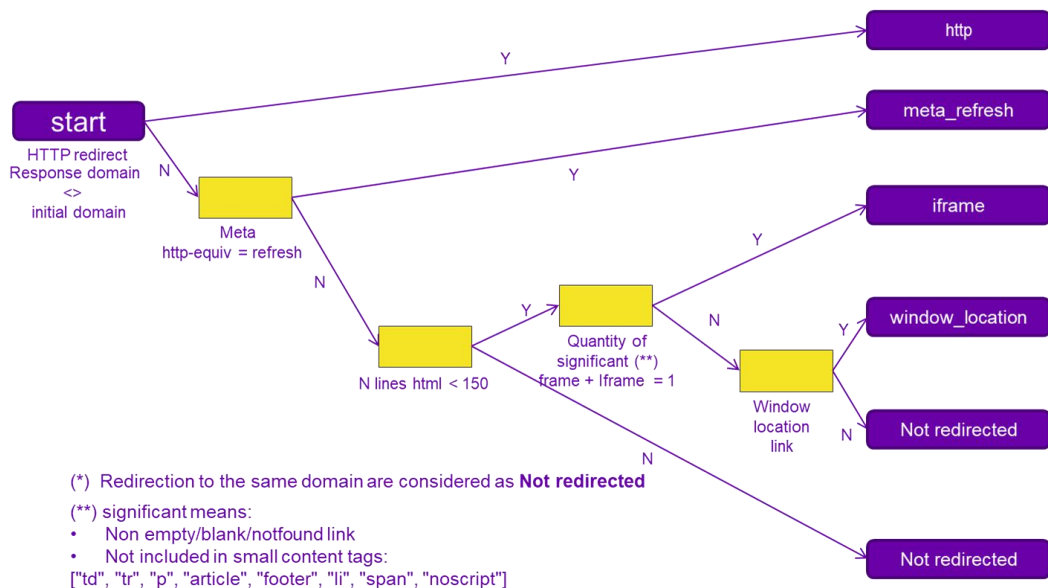 http
Y
meta_refresh
start
HTTP redirect
Response domain
<>
initial domain
N
Y
iframe
Meta
http-equiv = refresh
Y
N
Y
window_location
N
Y
Quantity of
significant (**)
frame + Iframe = 1
N lines html < 150
Window
location
link
N
Not redirected
N
(*) Redirection to the same domain are considered as Not redirected
(**) significant means:
• Non empty/blank/notfound link
• Not included in small content tags:
["td", "tr", "p", "article", "footer", "li", "span", "noscript"]
Not redirected